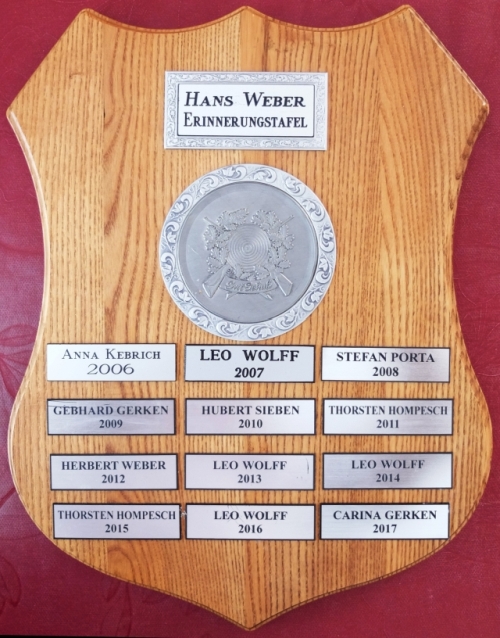 HANS WEBER
ERINNERUNGSTAFEL
Gut Schuß
ANNA KEBRICH
2006
LEO WOLFF
2007
STEFAN PORTA
2008
GEBHARD GERKEN
2009
HUBERT SIEBEN
2010
THORSTEN HOMPESCH
2011
HERBERT WEBER
2012
LEO WOLFF
2013
LEO WOLFF
2014
THORSTEN HOMPESCH
2015
LEO WOLFF
2016
CARINA GERKEN
2017